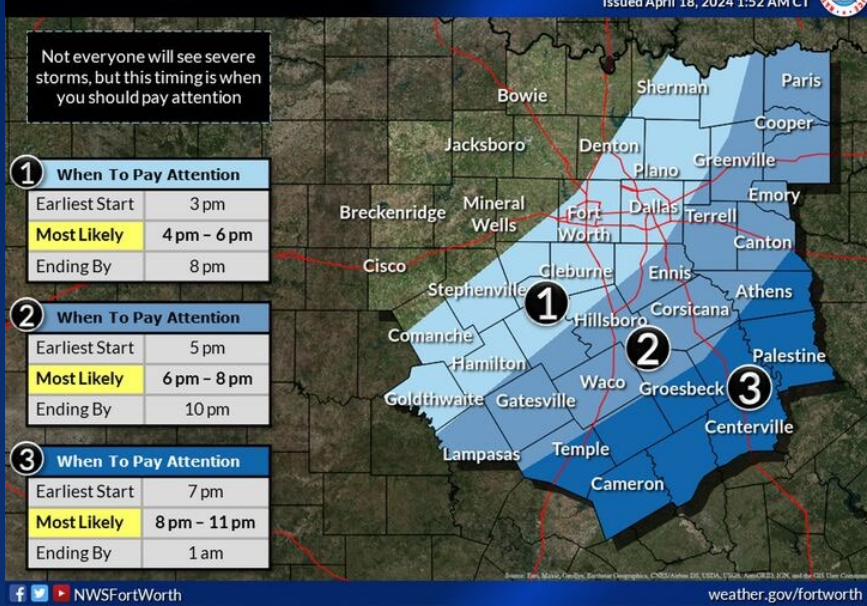 Issued April 18, 2024 1:52 AM CT
Not everyone will see severe
storms, but this timing is when
you should pay attention
1 When To Pay Attention
Earliest Start 3 pm
Most Likely 4 pm – 6 pm
Ending By 8 pm
2 When To Pay Attention
Earliest Start 5 pm
Most Likely 6 pm – 8 pm
Ending By 10 pm
3 When To Pay Attention
Earliest Start 7 pm
Most Likely 8 pm – 11 pm
Ending By 1 am
Bowie
Sherman
Paris
Cooper
Jacksboro
Denton
Plano
Greenville
Breckenridge
Mineral
Wells
Fort
Worth
Dallas
Terrell
Emory
Canton
Cisco
Cleburne
Ennis
Stephenville
1
Athens
Hillsboro
Corsicana
Comanche
2
Hamilton
Palestine
Goldthwaite
Gatesville
Waco
Groesbeck
3
Centerville
Lampasas
Temple
Cameron
NWSFortWorth
weather.gov/fortworth